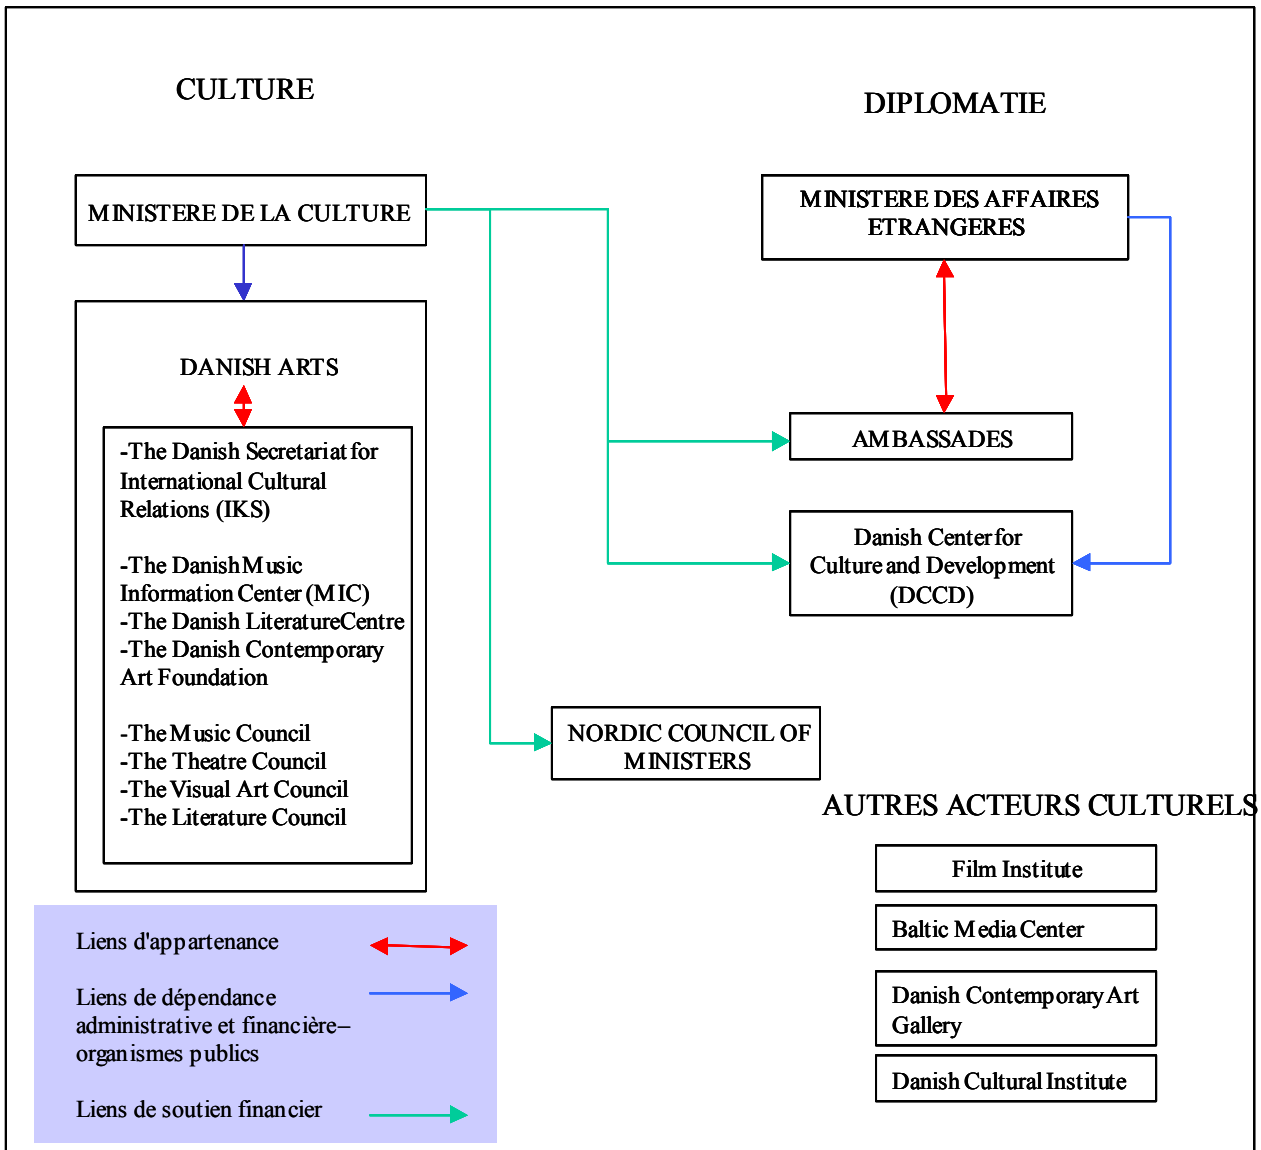 CULTURE
DIPLOMATIE
MINISTERE DE LA CULTURE
MINISTERE DES AFFAIRES
ETRANGERES
DANISH ARTS
-The Danish Secretariat for
International Cultural
Relations (IKS)
-The Danish Music
Information Center (MIC)
-The Danish Literature Centre
-The Danish Contemporary
Art Foundation
-The Music Council
-The Theatre Council
-The Visual Art Council
-The Literature Council
AMBASSADES
Danish Center for
Culture and Development
(DCCD)
NORDIC COUNCIL OF
MINISTERS
AUTRES ACTEURS CULTURELS
Film Institute
Baltic Media Center
Danish Contemporary Art
Gallery
Danish Cultural Institute
Liens d'appartenance
Liens de dépendance
administrative et financière–
organismes publics
Liens de soutien financier